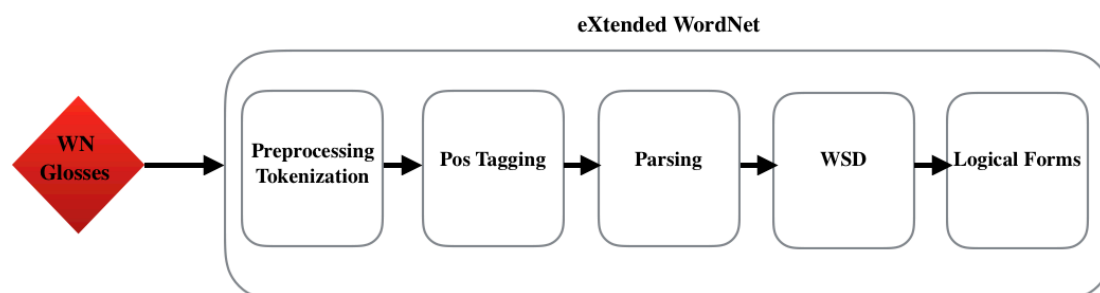 eXtended WordNet
WN
Glosses
Preprocessing
Tokenization
Pos Tagging
Parsing
WSD
Logical Forms